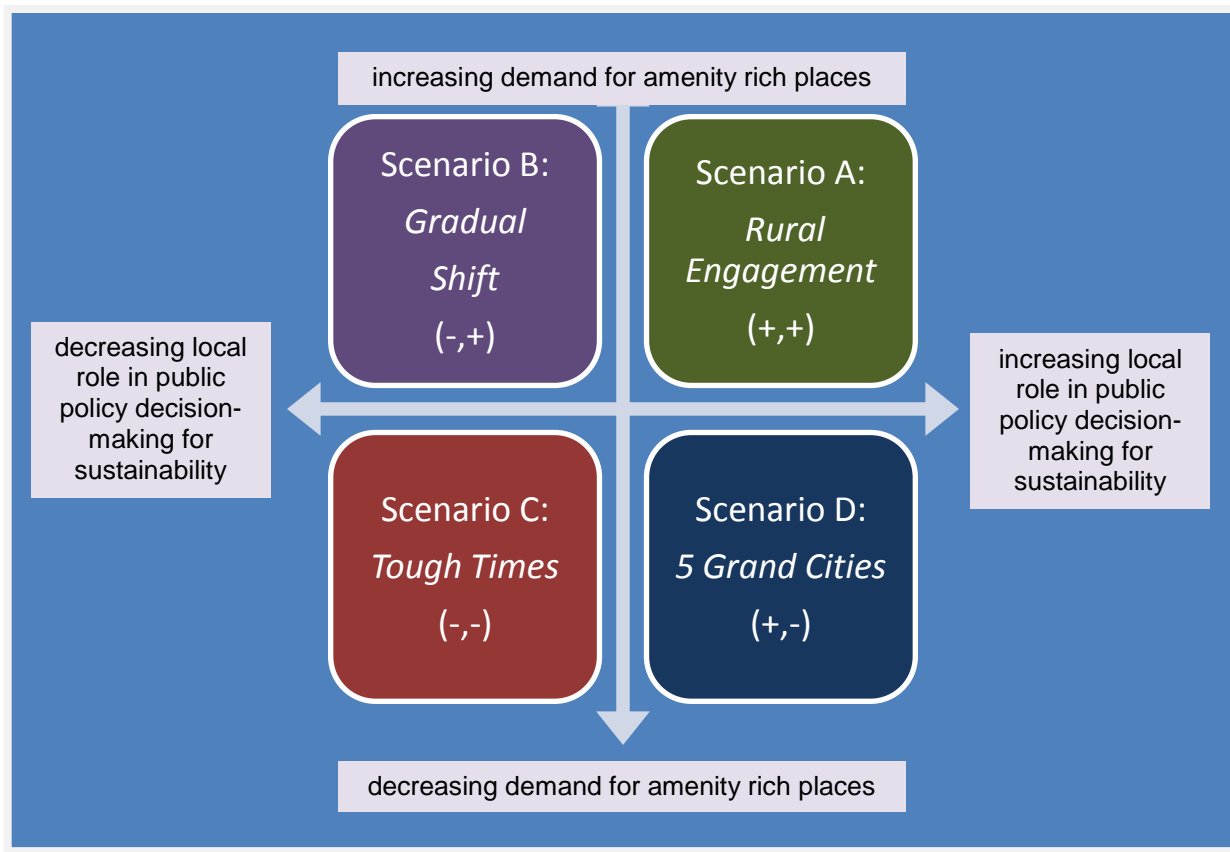 increasing demand for amenity rich places
Scenario B:
Gradual
Shift
(-,+)
Scenario A:
Rural
Engagement
(+,+)
decreasing local
role in public
policy decision-
making for
sustainability
increasing local
role in public
policy decision-
making for
sustainability
Scenario C:
Tough Times
(-,-)
Scenario D:
5 Grand Cities
(+,-)
decreasing demand for amenity rich places